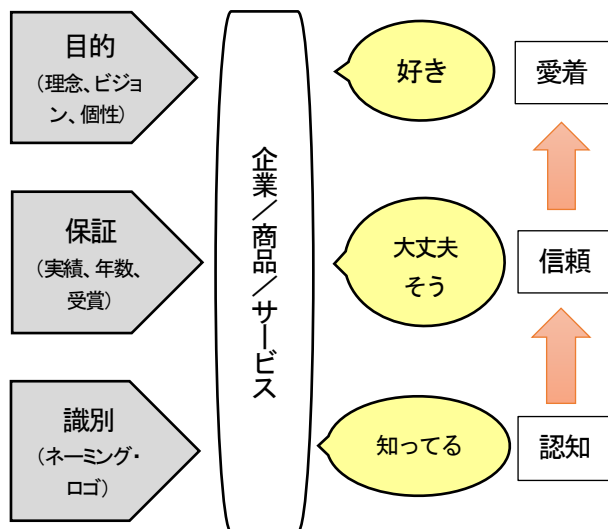 目的
(理念、ビジョ
ン、個性)
好き
愛着
企業／商品／サービス
保証
(実績、年数、
受賞)
大丈夫
そう
信頼
識別
(ネーミング・
ロゴ)
知ってる
認知